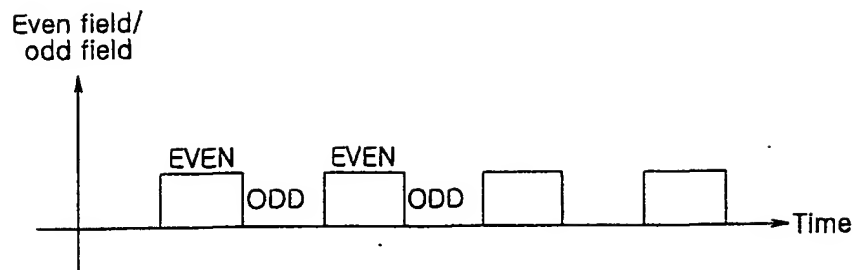 Even field/
odd field
EVEN
EVEN
ODD
ODD
Time